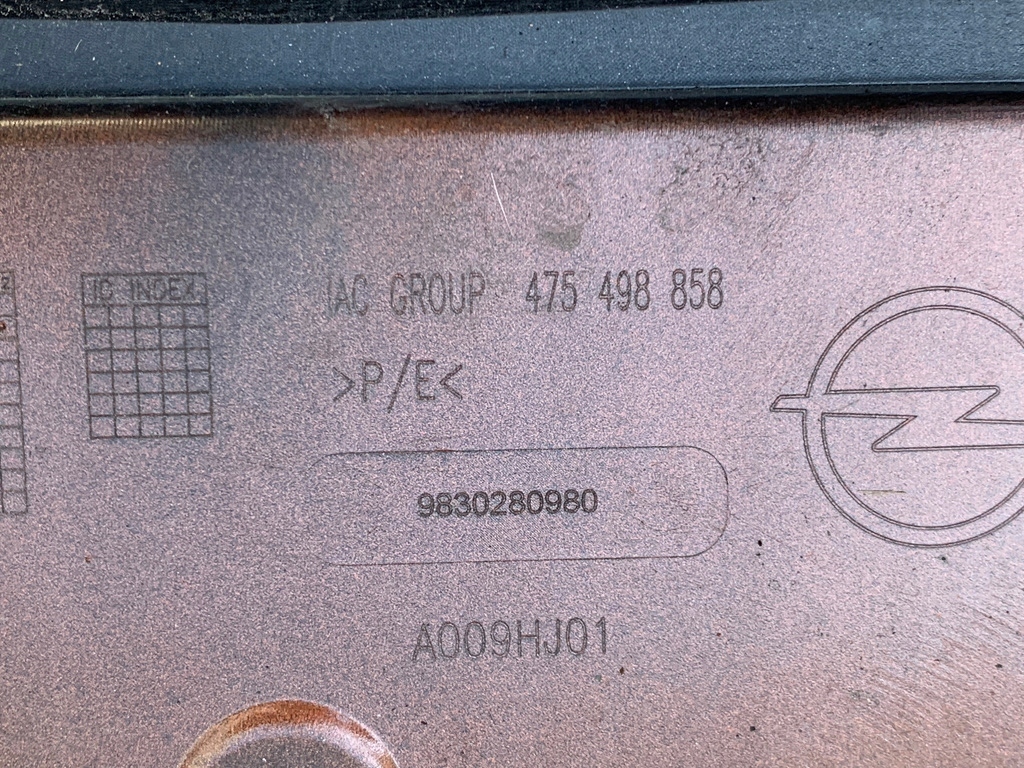 IC INDEX
IAC GROUP 475 498 858
>P/E<
9830280980
A009HJ01